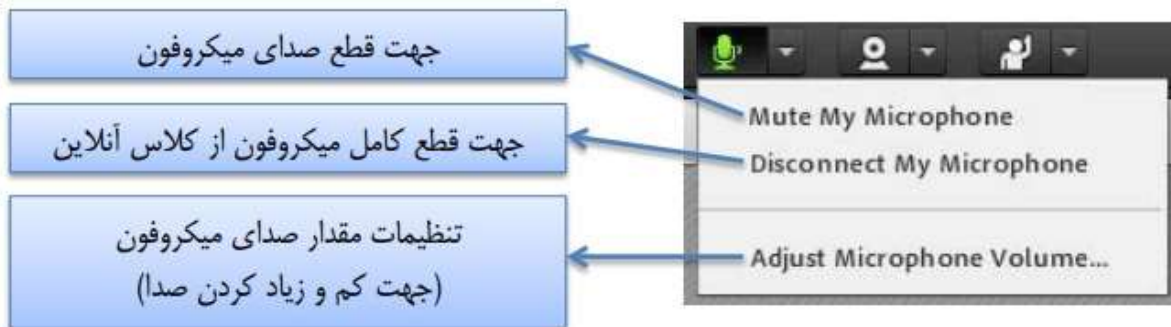 جهت قطع صدای میکروفون
جهت قطع کامل میکروفون از کلاس آنلاین
تنظیمات مقدار صدای میکروفون
(جهت کم و زیاد کردن صدا)
Mute My Microphone
Disconnect My Microphone
Adjust Microphone Volume...